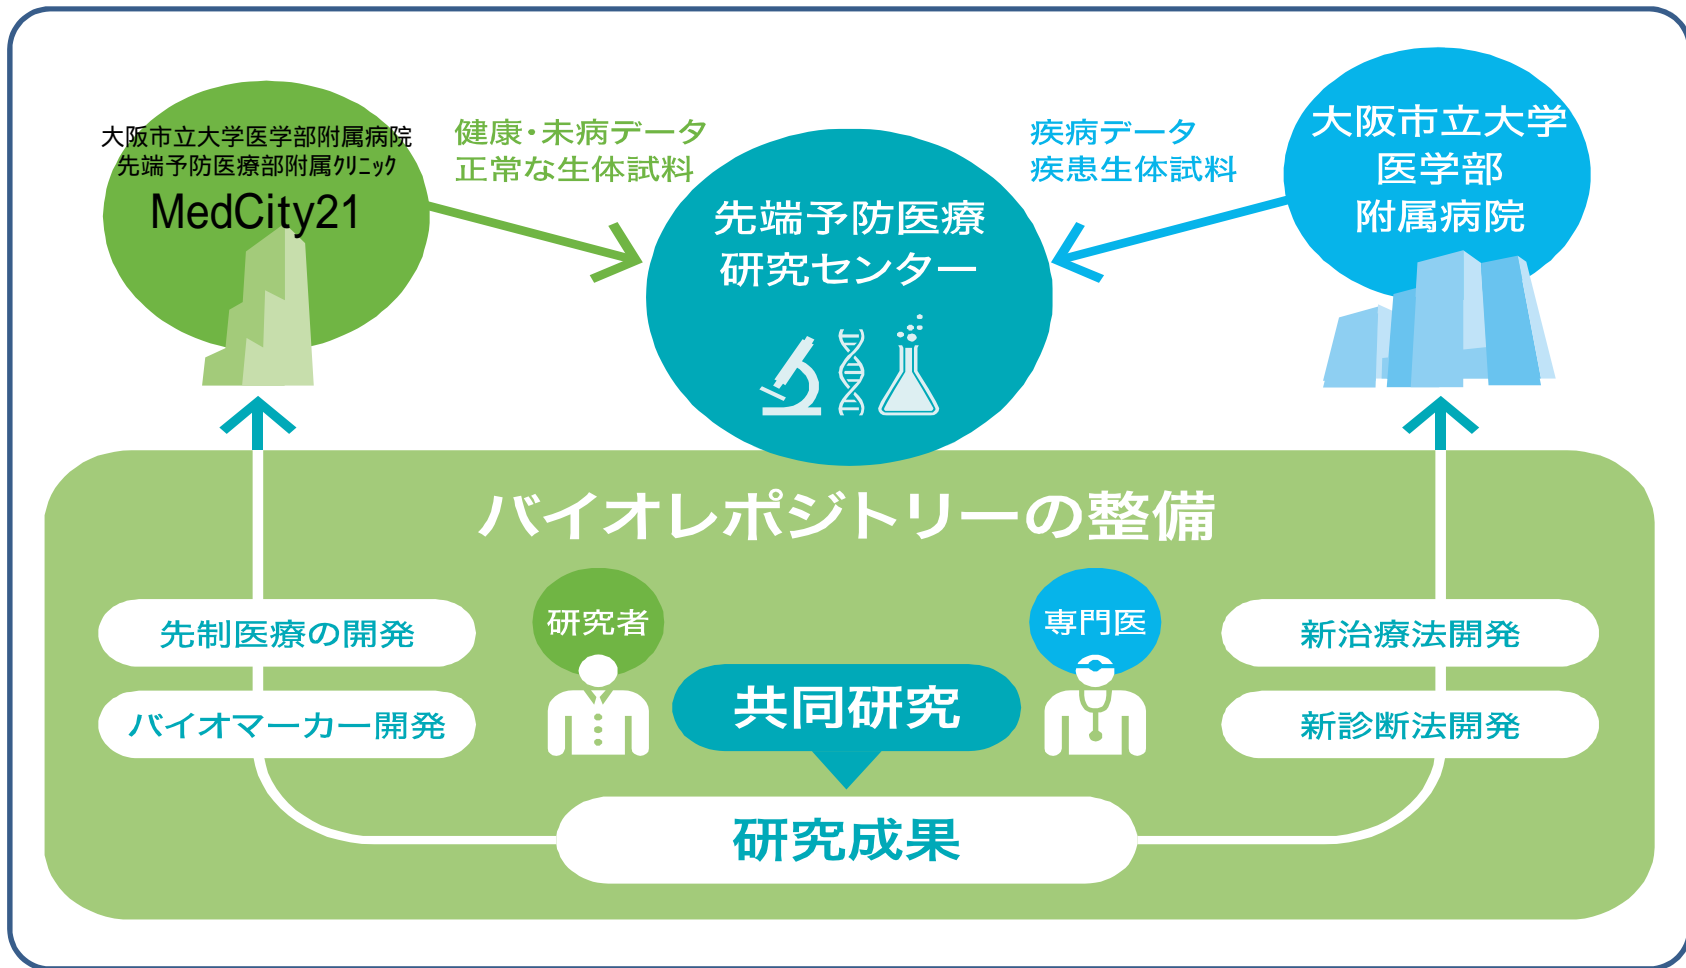 大阪市立大学医学部附属病院
先端予防医療部附属クリニック
MedCity21
健康・未病データ
正常な生体試料
先端予防医療
研究センター
疾病データ
疾患生体試料
大阪市立大学
医学部
附属病院
バイオレポジトリーの整備
先制医療の開発
バイオマーカー開発
研究者
共同研究
専門医
新治療法開発
新診断法開発
研究成果